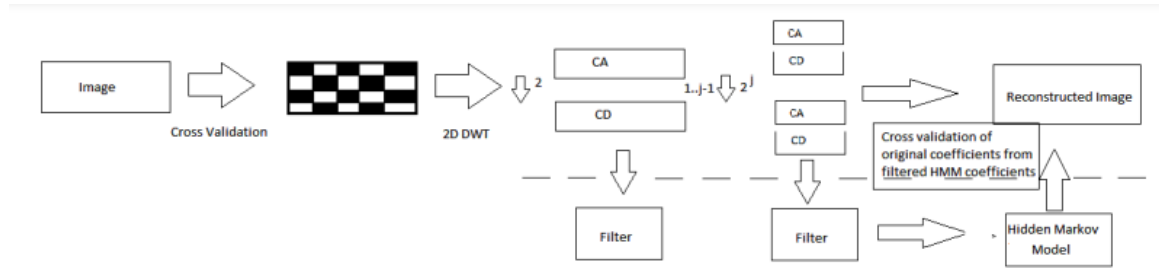 Image
Cross Validation
2D DWT
2
CA
CD
1..j-1
2 j
CA
CD
CA
CD
Reconstructed Image
Cross validation of
original coefficients from
filtered HMM coefficients
Filter
Filter
Hidden Markov
Model